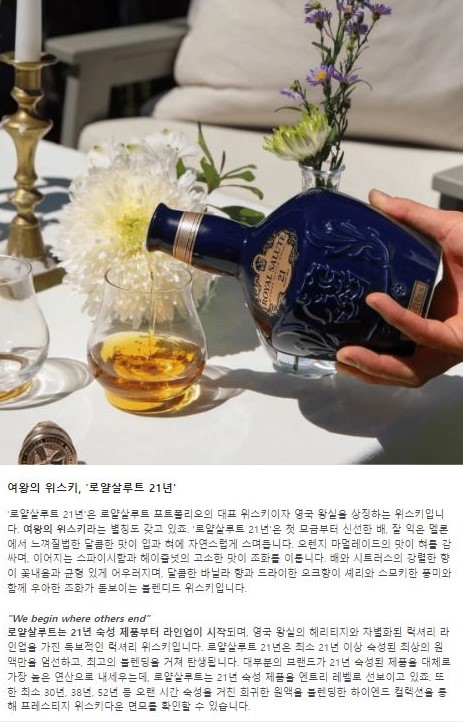 ROYAL SALUTE
21
여왕의 위스키, '로얄살루트 21년'
'로얄살루트 21년'은 로얄살루트 포트폴리오의 대표 위스키이자 영국 왕실을 상징하는 위스키입니
다. 여왕의 위스키라는 별칭도 갖고 있죠. '로얄살루트 21년'은 첫 모금부터 신선한 배, 잘 익은 멜론
에서 느껴질법한 달콤한 맛이 입과 혀에 자연스럽게 스며듭니다. 오렌지 마멀레이드의 맛이 혀를 감
싸며, 이어지는 스파이시함과 헤이즐넛의 고소한 맛이 조화를 이룹니다. 배와 시트러스의 강렬한 향
이 꽃내음과 균형 있게 어우러지며, 달콤한 바닐라 향과 드라이한 오크향이 셰리와 스모키한 풍미와
함께 우아한 조화가 돋보이는 블렌디드 위스키입니다.
"We begin where others end"
로얄살루트는 21년 숙성 제품부터 라인업이 시작되며, 영국 왕실의 헤리티지와 차별화된 럭셔리 라
인업을 가진 독보적인 럭셔리 위스키입니다. 로얄살루트 21년은 최소 21년 이상 숙성된 최상의 원
액만을 엄선하고, 최고의 블렌딩을 거쳐 탄생됩니다. 대부분의 브랜드가 21년 숙성된 제품을 대체로
가장 높은 연산으로 내세우는데, 로얄살루트는 21년 숙성 제품을 엔트리 레벨로 선보이고 있죠. 또
한 최소 30년, 38년, 52년 등 오랜 시간 숙성을 거친 희귀한 원액을 블렌딩한 하이엔드 컬렉션을 통
해 프레스티지 위스키다운 면모를 확인할 수 있습니다.